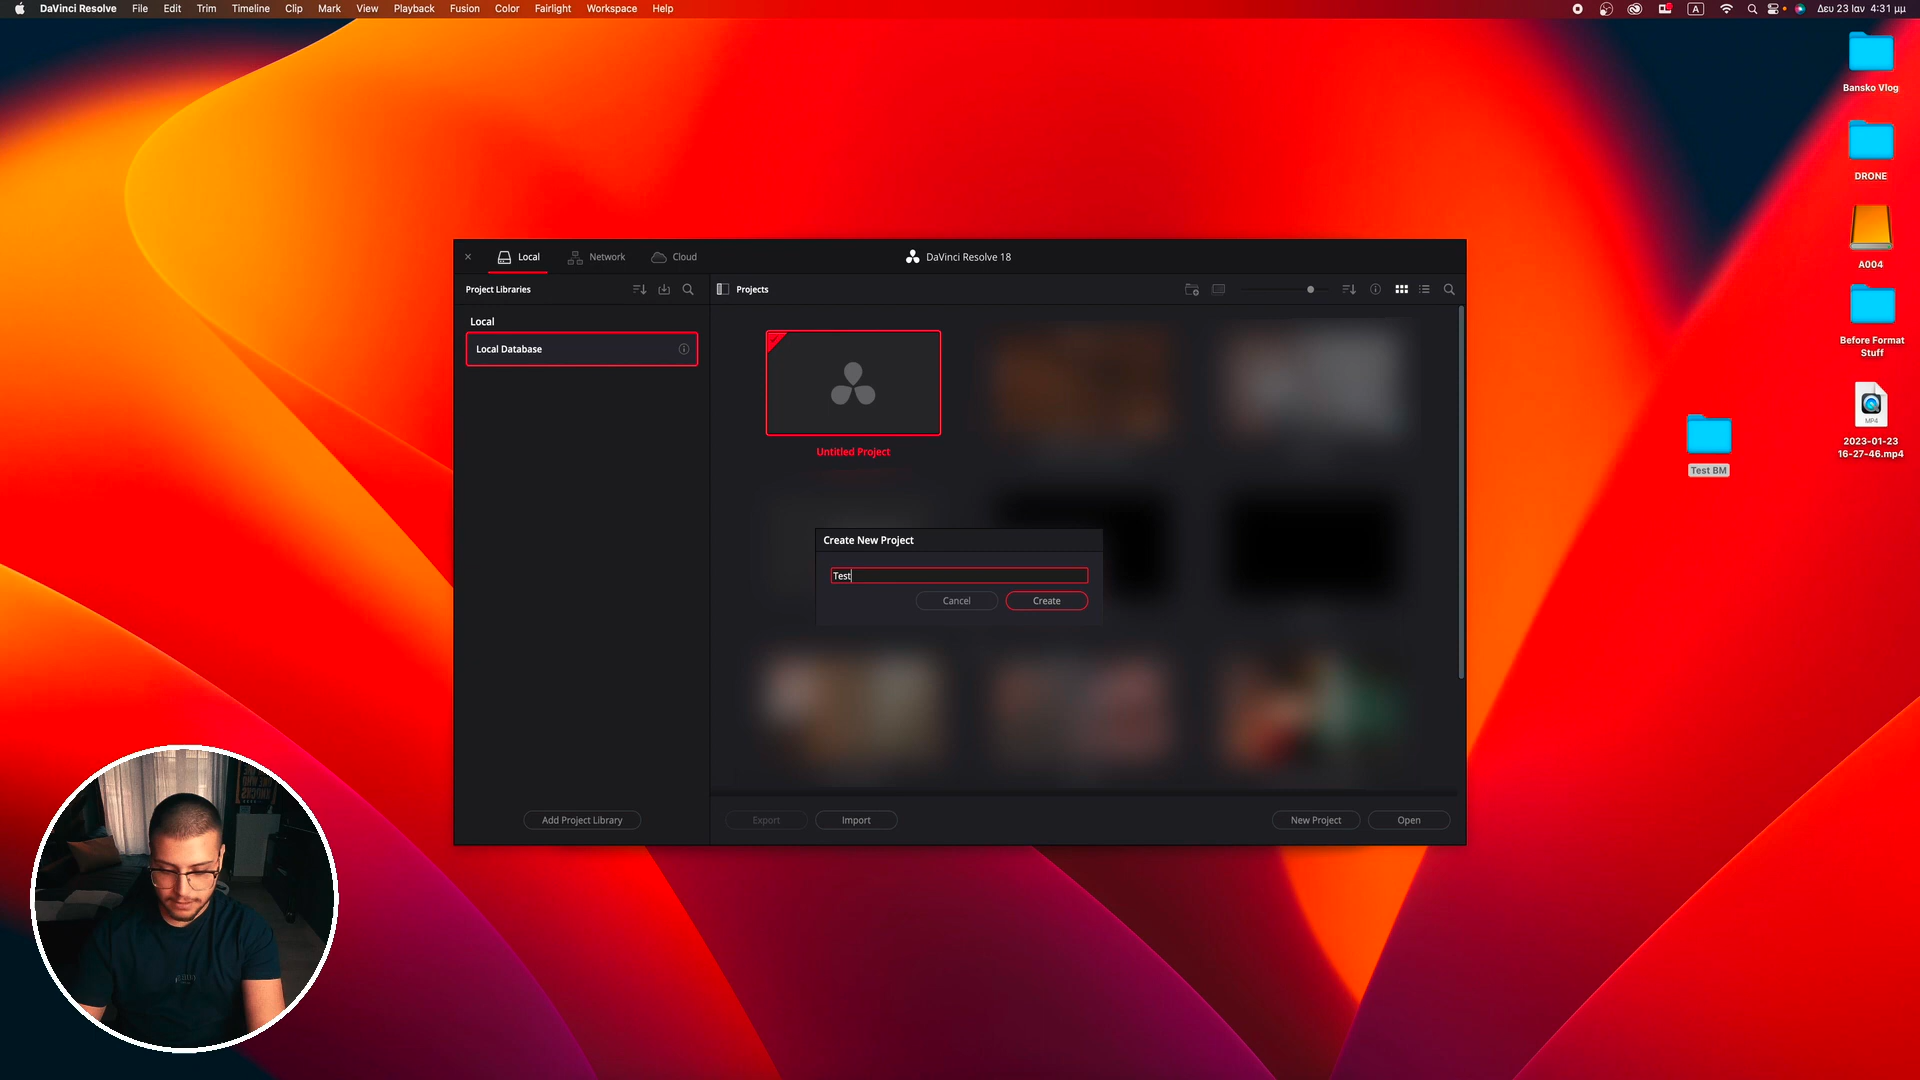 DaVinci Resolve File Edit Trim Timeline Clip Mark View Playback Fusion Color Fairlight Workspace Help
A Δευ 23 Ιαν 4:31 μμ
Bansko Vlog
DRONE
A004
Before Format
Stuff
MP4
2023-01-23
16-27-46.mp4
Test BM
Local Network Cloud DaVinci Resolve 18
Project Libraries
Projects
Local
Local Database
Untitled Project
Create New Project
Test
Cancel Create
Add Project Library Export Import New Project Open